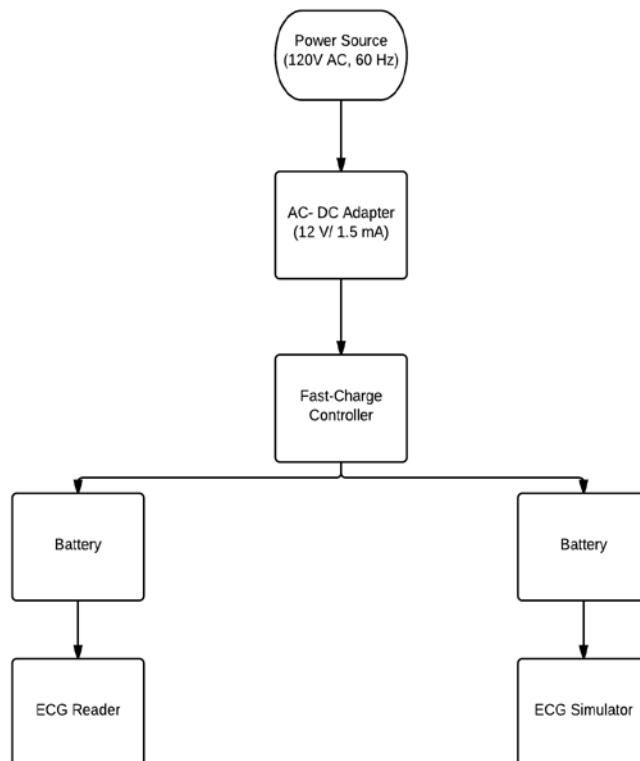 Power Source
(120V AC, 60 Hz)
AC- DC Adapter
(12 V/ 1.5 mA)
Fast-Charge
Controller
Battery
Battery
ECG Reader
ECG Simulator